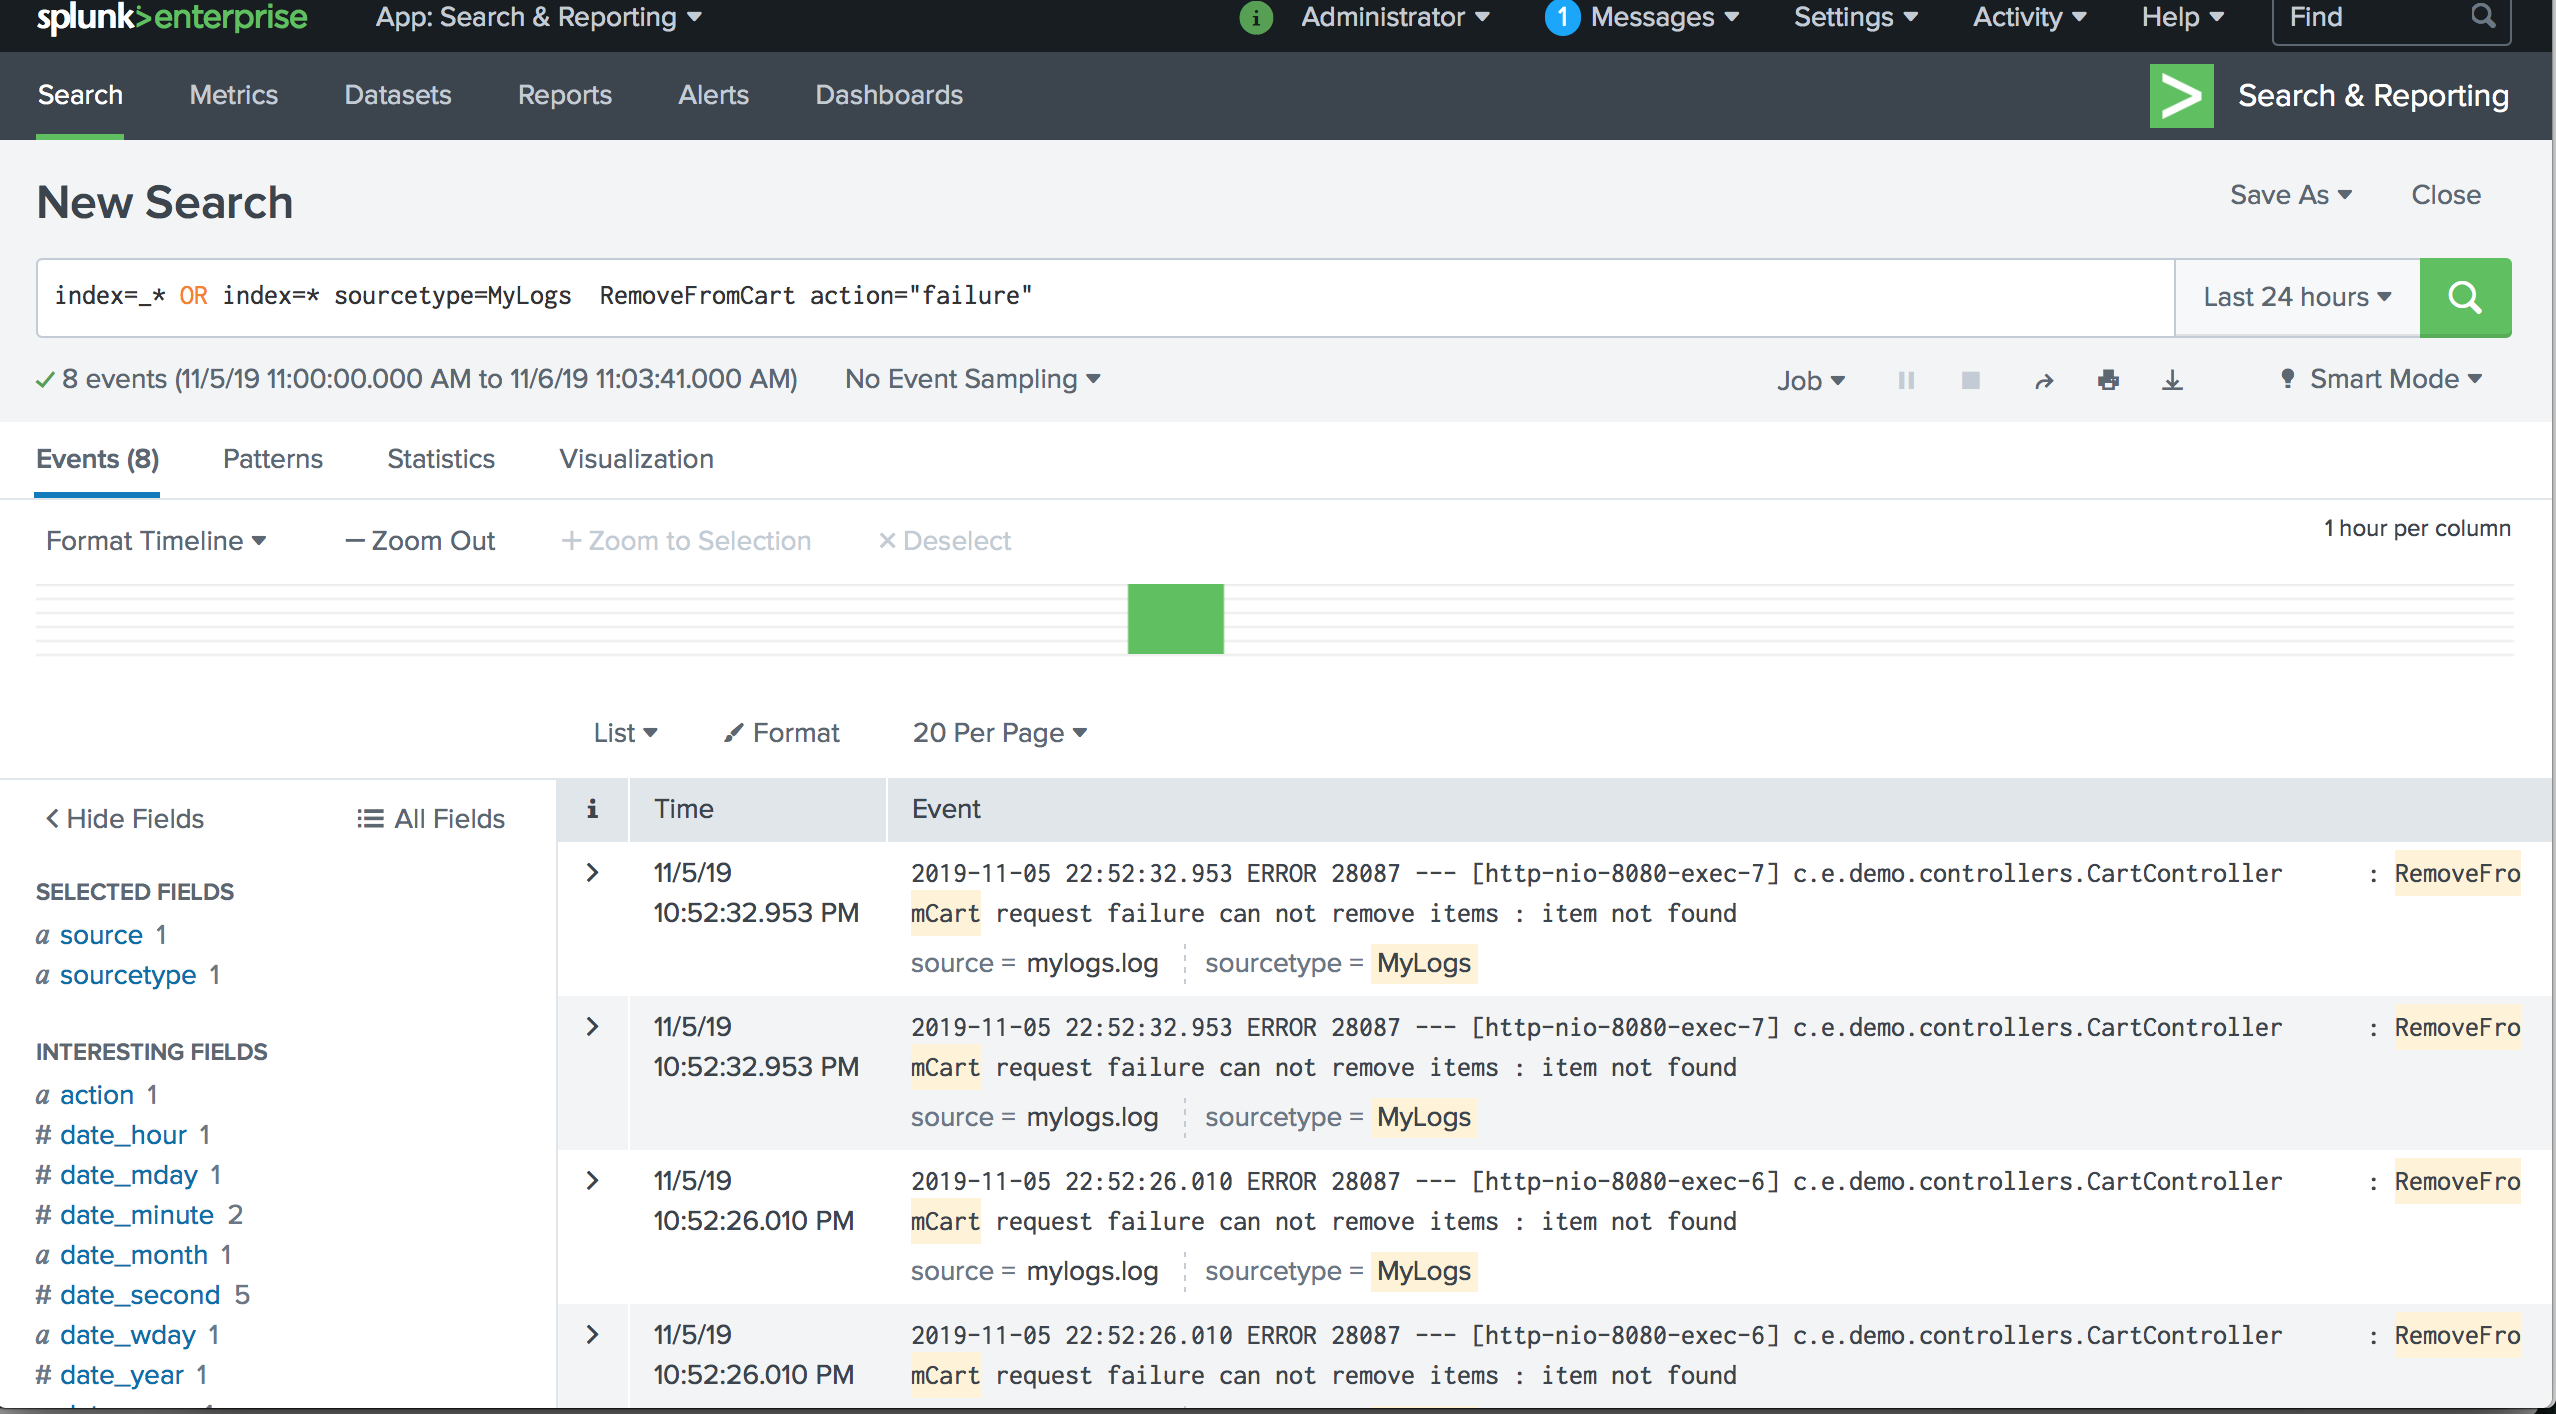 splunk>enterprise App: Search & Reporting i Administrator 1 Messages Settings Activity Help Find
Search Metrics Datasets Reports Alerts Dashboards > Search & Reporting
New Search Save As Close
index=_* OR index=* sourcetype=MyLogs  RemoveFromCart action="failure" Last 24 hours
8 events (11/5/19 11:00:00.000 AM to 11/6/19 11:03:41.000 AM) No Event Sampling Job Smart Mode
Events (8) Patterns Statistics Visualization
Format Timeline — Zoom Out + Zoom to Selection × Deselect 1 hour per column
List Format 20 Per Page
< Hide Fields All Fields
SELECTED FIELDS
a source 1
a sourcetype 1
INTERESTING FIELDS
a action 1
# date_hour 1
# date_mday 1
# date_minute 2
a date_month 1
# date_second 5
a date_wday 1
# date_year 1
i Time Event
> 11/5/19
10:52:32.953 PM
2019-11-05 22:52:32.953 ERROR 28087 --- [http-nio-8080-exec-7] c.e.demo.controllers.CartController : RemoveFro
mCart request failure can not remove items : item not found
source = mylogs.log sourcetype = MyLogs
> 11/5/19
10:52:32.953 PM
2019-11-05 22:52:32.953 ERROR 28087 --- [http-nio-8080-exec-7] c.e.demo.controllers.CartController : RemoveFro
mCart request failure can not remove items : item not found
source = mylogs.log sourcetype = MyLogs
> 11/5/19
10:52:26.010 PM
2019-11-05 22:52:26.010 ERROR 28087 --- [http-nio-8080-exec-6] c.e.demo.controllers.CartController : RemoveFro
mCart request failure can not remove items : item not found
source = mylogs.log sourcetype = MyLogs
> 11/5/19
10:52:26.010 PM
2019-11-05 22:52:26.010 ERROR 28087 --- [http-nio-8080-exec-6] c.e.demo.controllers.CartController : RemoveFro
mCart request failure can not remove items : item not found